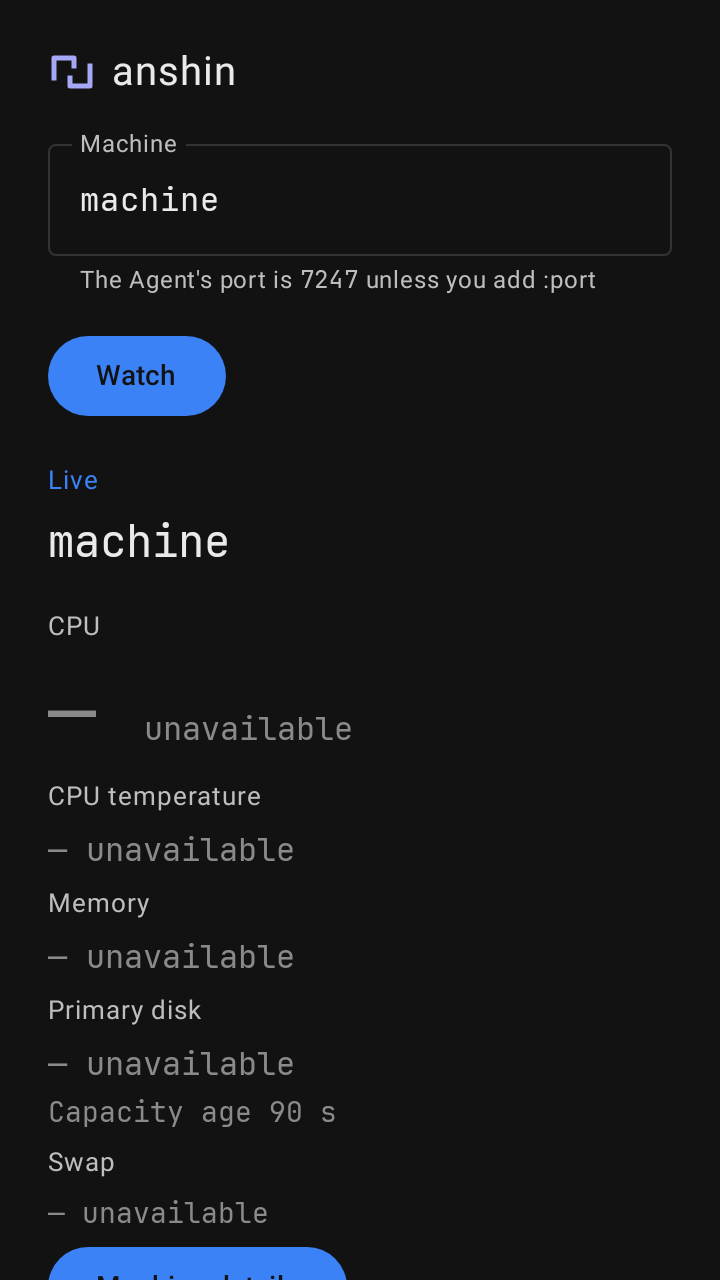 anshin
Machine
machine
The Agent's port is 7247 unless you add :port
Watch
Live
machine
CPU
— unavailable
CPU temperature
— unavailable
Memory
— unavailable
Primary disk
— unavailable
Capacity age 90 s
Swap
— unavailable